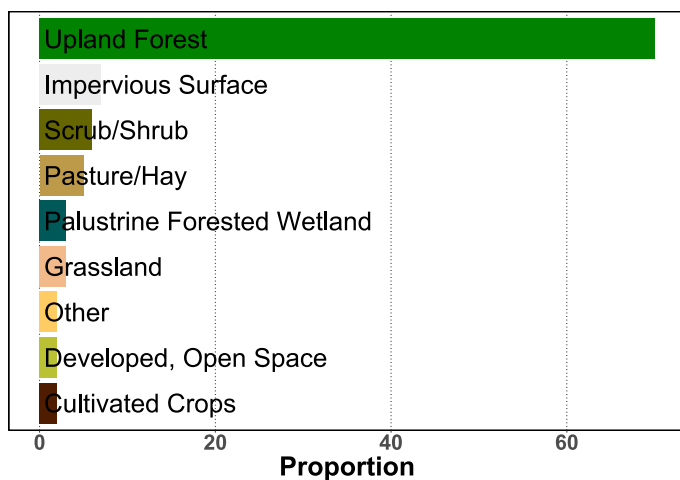 Upland Forest
Impervious Surface
Scrub/Shrub
Pasture/Hay
Palustrine Forested Wetland
Grassland
Other
Developed, Open Space
Cultivated Crops
0 20 40 60
Proportion